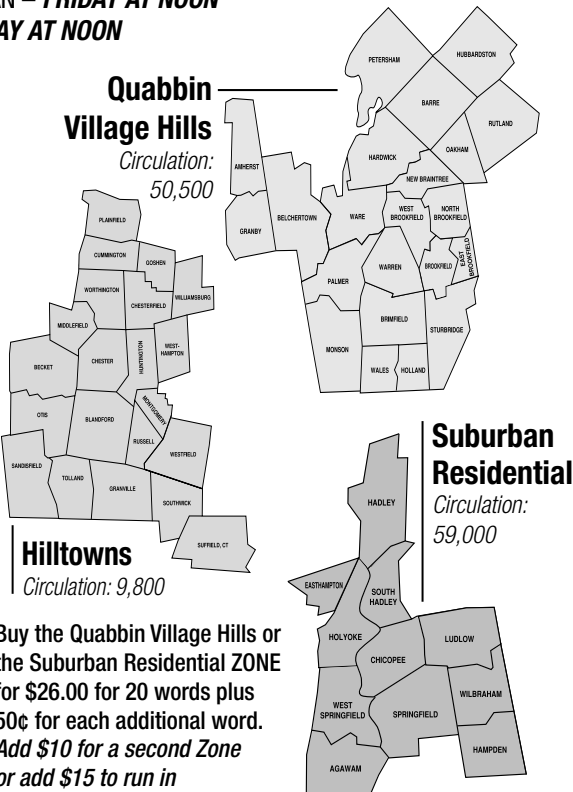 AN – FRIDAY AT NOON
AY AT NOON
Quabbin
Village Hills
Circulation:
50,500
PETERSHAM
HUBBARDSTON
BARRE
RUTLAND
OAKHAM
HARDWICK
NEW BRAINTREE
AMHERST
BELCHERTOWN
GRANBY
WARE
WEST
BROOKFIELD
NORTH
BROOKFIELD
EAST
BROOKFIELD
BROOKFIELD
WARREN
PALMER
BRIMFIELD
STURBRIDGE
MONSON
WALES
HOLLAND
PLAINFIELD
CUMMINGTON
GOSHEN
WORTHINGTON
CHESTERFIELD
WILLIAMSBURG
MIDDLEFIELD
CHESTER
HUNTINGTON
WEST-
HAMPTON
BECKET
OTIS
BLANDFORD
MONTGOMERY
RUSSELL
WESTFIELD
SANDISFIELD
TOLLAND
GRANVILLE
SOUTHWICK
SUFFIELD, CT
Hilltowns
Circulation: 9,800
Suburban
Residential
Circulation:
59,000
HADLEY
EASTHAMPTON
SOUTH
HADLEY
HOLYOKE
CHICOPEE
LUDLOW
WEST
SPRINGFIELD
SPRINGFIELD
WILBRAHAM
HAMPDEN
AGAWAM
Buy the Quabbin Village Hills or
the Suburban Residential ZONE
for $26.00 for 20 words plus
50¢ for each additional word.
Add $10 for a second Zone
or add $15 to run in